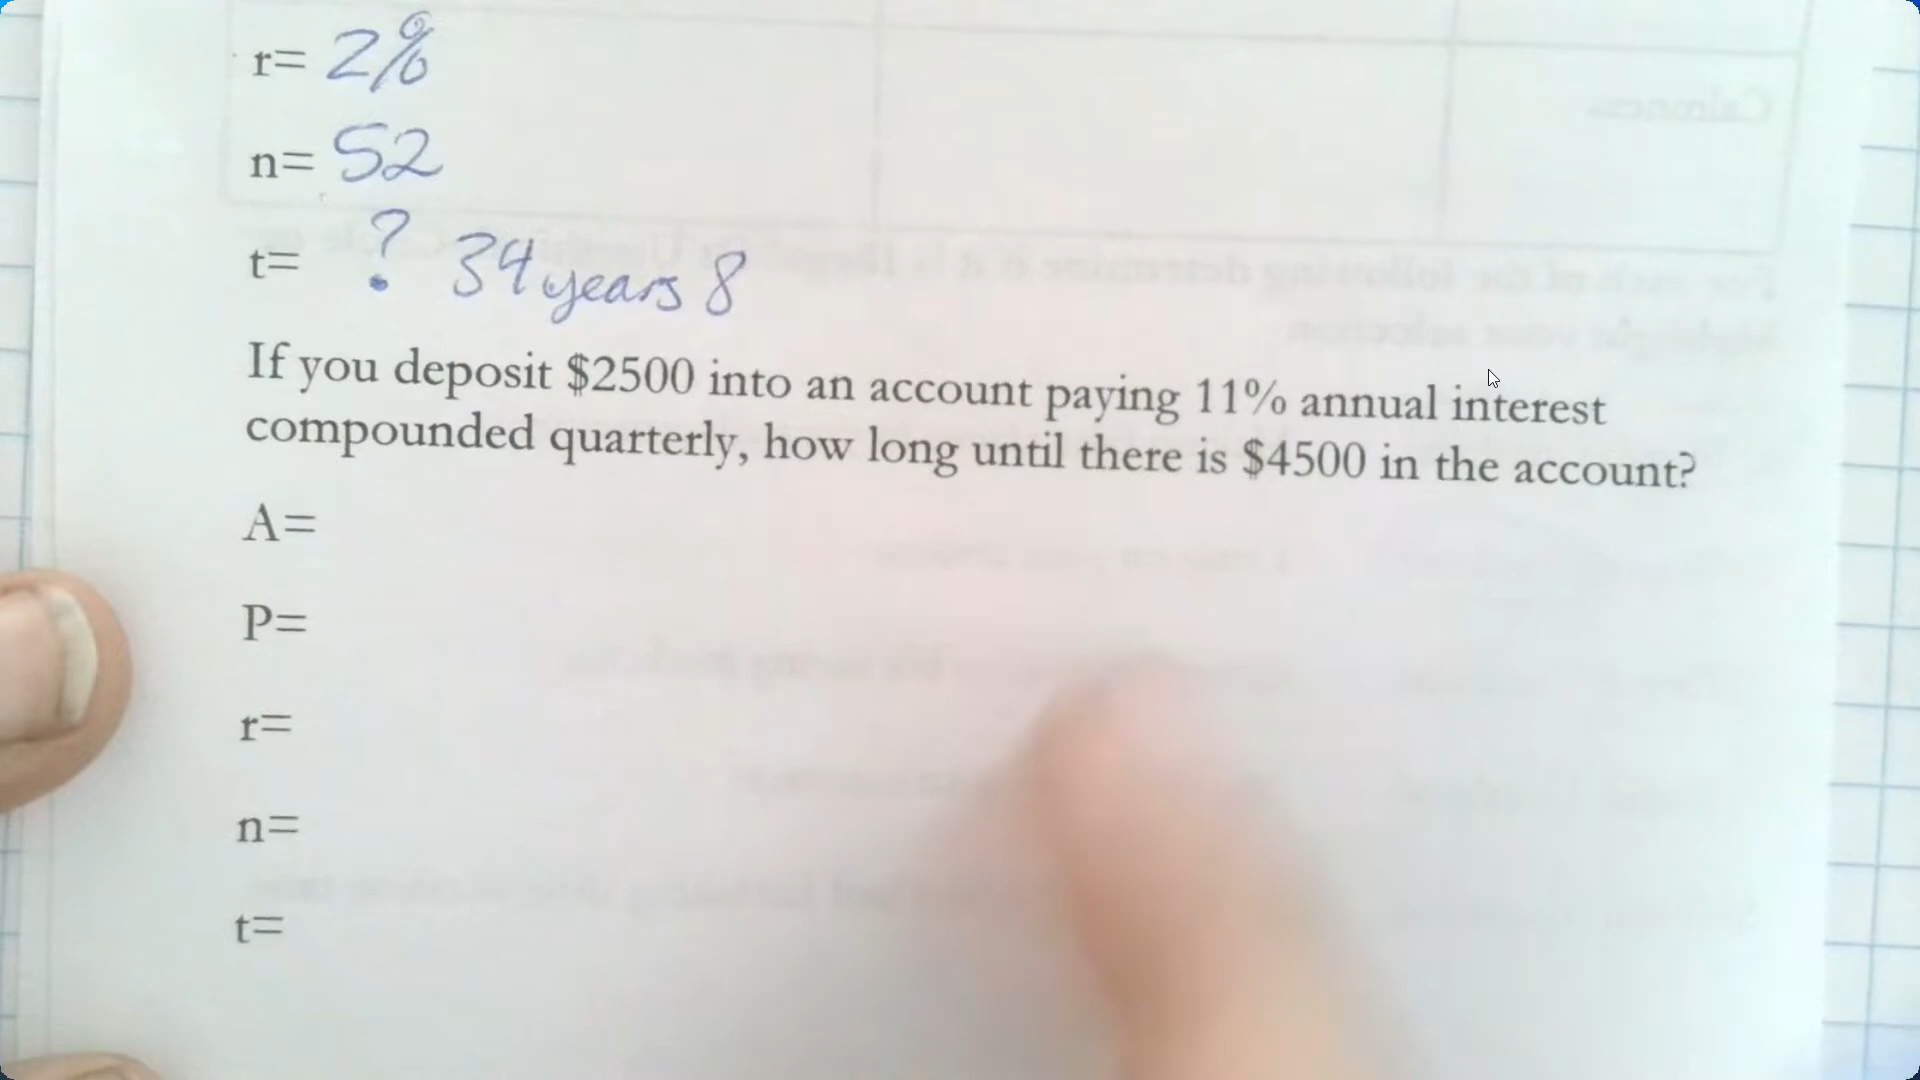 r= 2%
n= 52
t= ? 34 years 8
If you deposit $2500 into an account paying 11% annual interest
compounded quarterly, how long until there is $4500 in the account?
A=
P=
r=
n=
t=